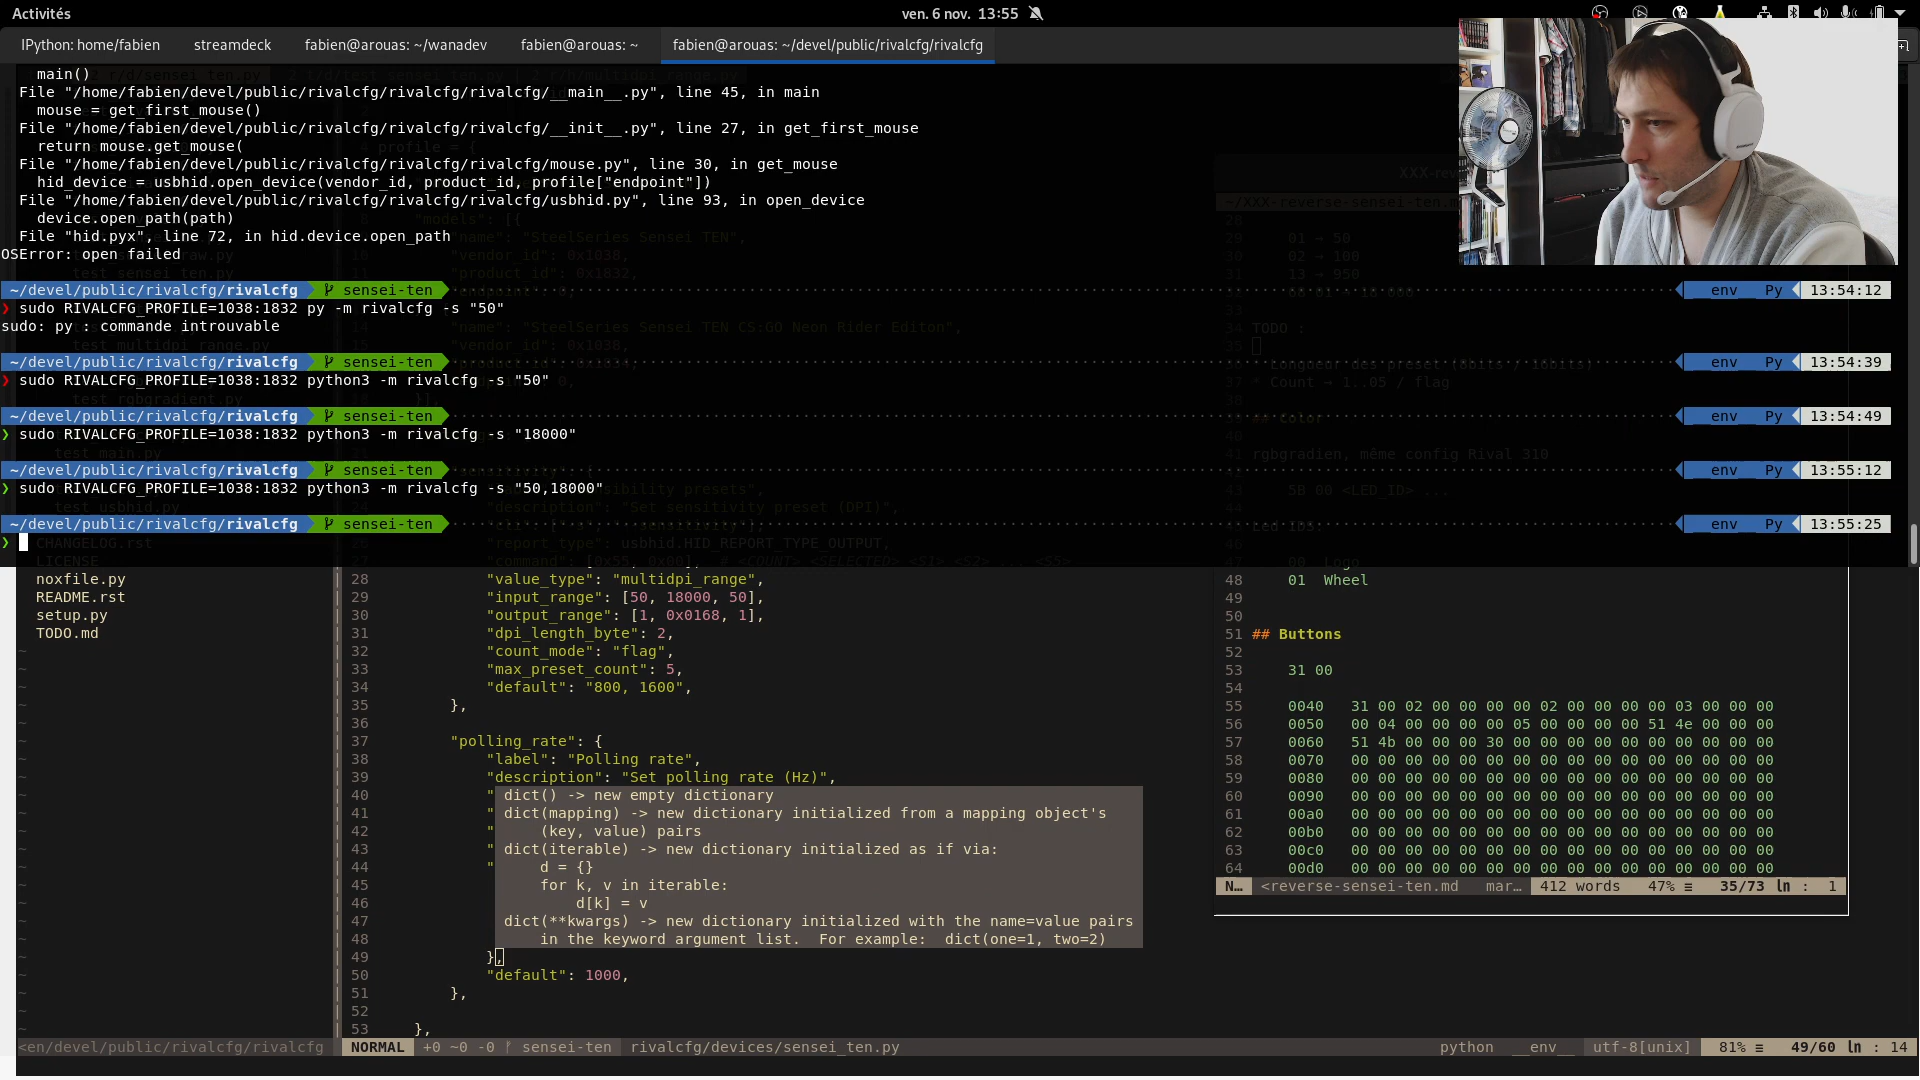 Activités
ven. 6 nov. 13:55
IPython: home/fabien
streamdeck
fabien@arouas: ~/wanadev
fabien@arouas: ~
fabien@arouas: ~/devel/public/rivalcfg/rivalcfg
main()
File "/home/fabien/devel/public/rivalcfg/rivalcfg/rivalcfg/__main__.py", line 45, in main
mouse = get_first_mouse()
File "/home/fabien/devel/public/rivalcfg/rivalcfg/rivalcfg/__init__.py", line 27, in get_first_mouse
return mouse.get_mouse(
File "/home/fabien/devel/public/rivalcfg/rivalcfg/rivalcfg/mouse.py", line 30, in get_mouse
hid_device = usbhid.open_device(vendor_id, product_id, profile["endpoint"])
File "/home/fabien/devel/public/rivalcfg/rivalcfg/rivalcfg/usbhid.py", line 93, in open_device
device.open_path(path)
File "hid.pyx", line 72, in hid.device.open_path
OSError: open failed
~/devel/public/rivalcfg/rivalcfg sensei-ten env Py 13:54:12
❯ sudo RIVALCFG_PROFILE=1038:1832 py -m rivalcfg -s "50"
sudo: py : commande introuvable
~/devel/public/rivalcfg/rivalcfg sensei-ten env Py 13:54:39
❯ sudo RIVALCFG_PROFILE=1038:1832 python3 -m rivalcfg -s "50"
~/devel/public/rivalcfg/rivalcfg sensei-ten env Py 13:54:49
❯ sudo RIVALCFG_PROFILE=1038:1832 python3 -m rivalcfg -s "18000"
~/devel/public/rivalcfg/rivalcfg sensei-ten env Py 13:55:12
❯ sudo RIVALCFG_PROFILE=1038:1832 python3 -m rivalcfg -s "50,18000"
~/devel/public/rivalcfg/rivalcfg sensei-ten env Py 13:55:25
❯
CHANGELOG.rst
LICENSE
noxfile.py
README.rst
setup.py
TODO.md
28 "value_type": "multidpi_range",
29 "input_range": [50, 18000, 50],
30 "output_range": [1, 0x0168, 1],
31 "dpi_length_byte": 2,
32 "count_mode": "flag",
33 "max_preset_count": 5,
34 "default": "800, 1600",
35 },
36
37 "polling_rate": {
38 "label": "Polling rate",
39 "description": "Set polling rate (Hz)",
40 " dict() -> new empty dictionary
41 " dict(mapping) -> new dictionary initialized from a mapping object's
42 " (key, value) pairs
43 " dict(iterable) -> new dictionary initialized as if via:
44 " d = {}
45 for k, v in iterable:
46 d[k] = v
47 dict(**kwargs) -> new dictionary initialized with the name=value pairs
48 in the keyword argument list. For example: dict(one=1, two=2)
49 },
50 "default": 1000,
51 },
52
53 },
48 01 Wheel
49
50
51 ## Buttons
52
53 31 00
54
55 0040 31 00 02 00 00 00 00 02 00 00 00 00 03 00 00 00
56 0050 00 04 00 00 00 00 05 00 00 00 00 51 4e 00 00 00
57 0060 51 4b 00 00 00 30 00 00 00 00 00 00 00 00 00 00
58 0070 00 00 00 00 00 00 00 00 00 00 00 00 00 00 00 00
59 0080 00 00 00 00 00 00 00 00 00 00 00 00 00 00 00 00
60 0090 00 00 00 00 00 00 00 00 00 00 00 00 00 00 00 00
61 00a0 00 00 00 00 00 00 00 00 00 00 00 00 00 00 00 00
62 00b0 00 00 00 00 00 00 00 00 00 00 00 00 00 00 00 00
63 00c0 00 00 00 00 00 00 00 00 00 00 00 00 00 00 00 00
64 00d0 00 00 00 00 00 00 00 00 00 00 00 00 00 00 00 00
N… <reverse-sensei-ten.md mar… 412 words 47% ≡ 35/73 ln : 1
<en/devel/public/rivalcfg/rivalcfg
NORMAL +0 ~0 -0 sensei-ten rivalcfg/devices/sensei_ten.py python __env__ utf-8[unix] 81% ≡ 49/60 ln : 14